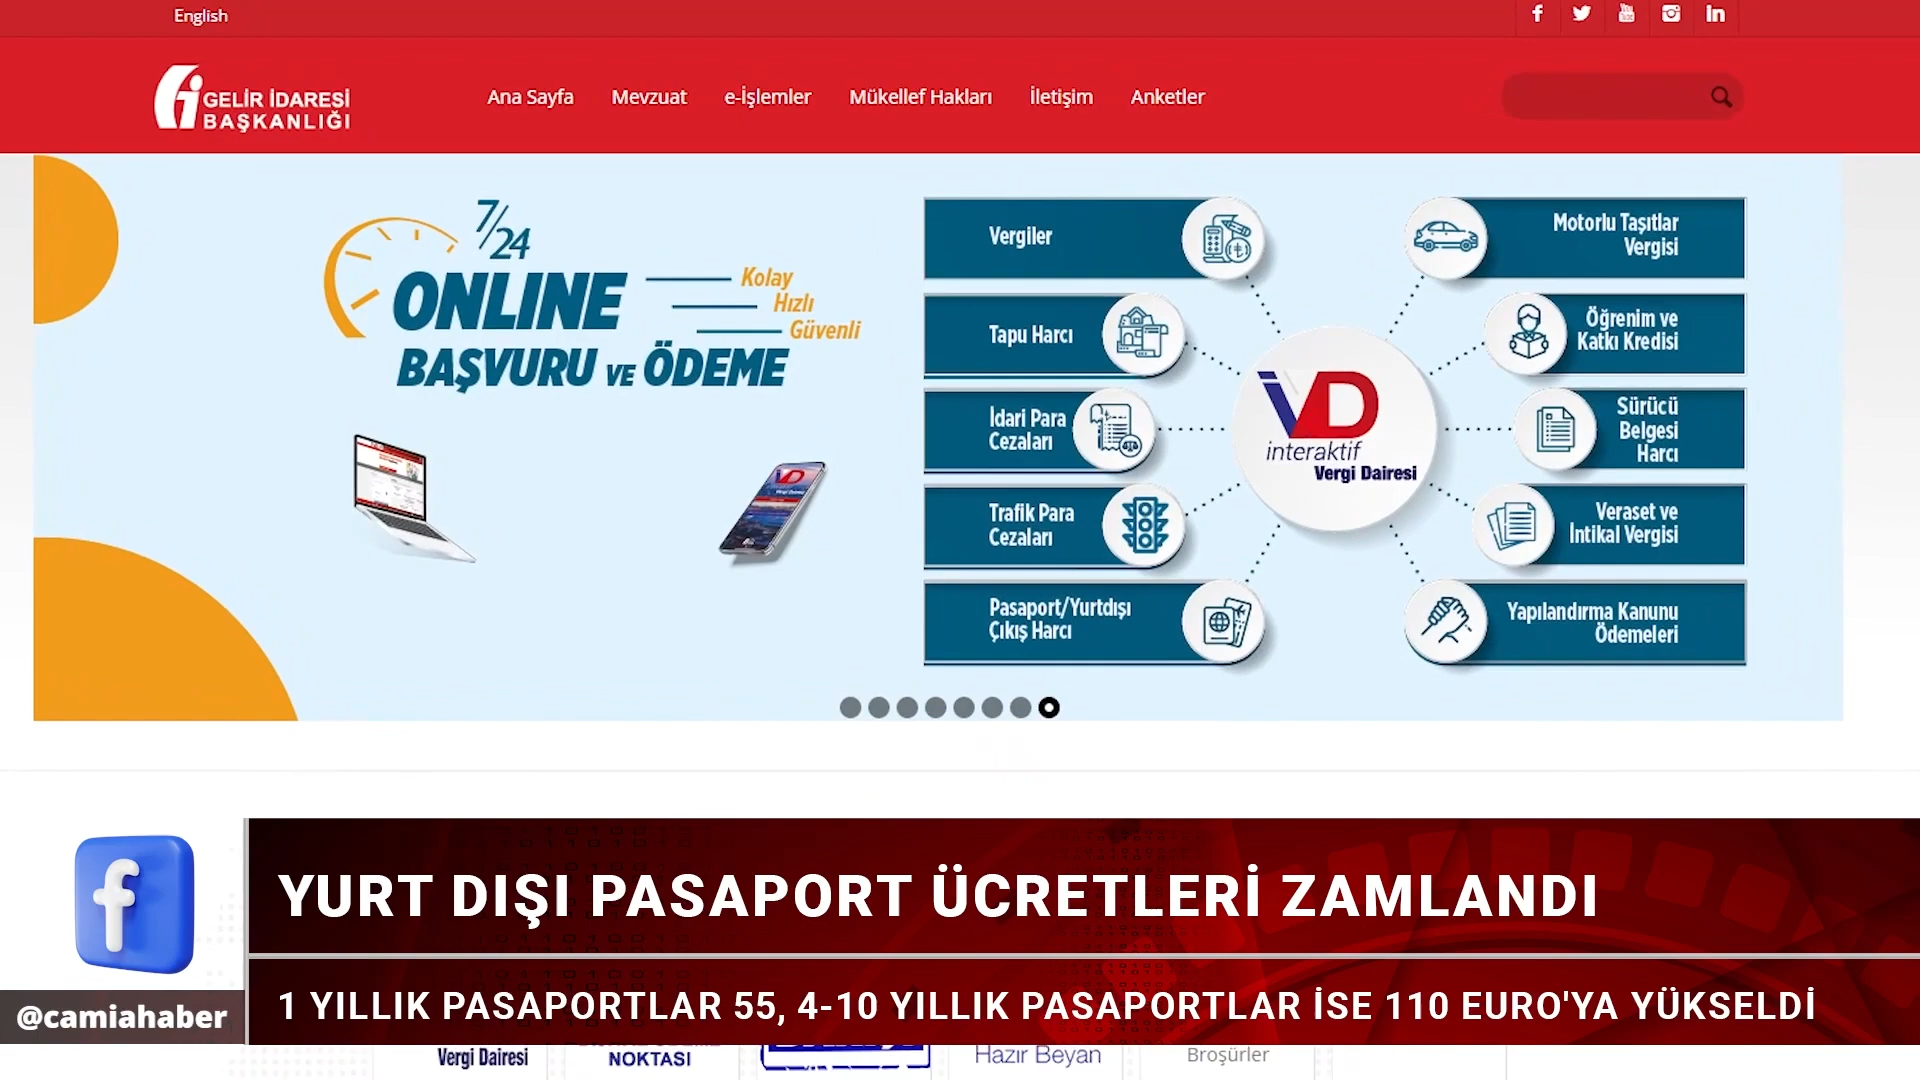 English
GELİR İDARESİ
BAŞKANLIĞI
Ana Sayfa
Mevzuat
e-İşlemler
Mükellef Hakları
İletişim
Anketler
7/24
ONLINE
BAŞVURU VE ÖDEME
Kolay
Hızlı
Güvenli
Vergiler
Tapu Harcı
İdari Para
Cezaları
Trafik Para
Cezaları
Pasaport/Yurtdışı
Çıkış Harcı
İVD
interaktif
Vergi Dairesi
Motorlu Taşıtlar
Vergisi
Öğrenim ve
Katkı Kredisi
Sürücü
Belgesi
Harcı
Veraset ve
İntikal Vergisi
Yapılandırma Kanunu
Ödemeleri
YURT DIŞI PASAPORT ÜCRETLERİ ZAMLANDI
@camiahaber
1 YILLIK PASAPORTLAR 55, 4-10 YILLIK PASAPORTLAR İSE 110 EURO'YA YÜKSELDİ
Vergi Dairesi
NOKTASI
Hazır Beyan
Broşürler